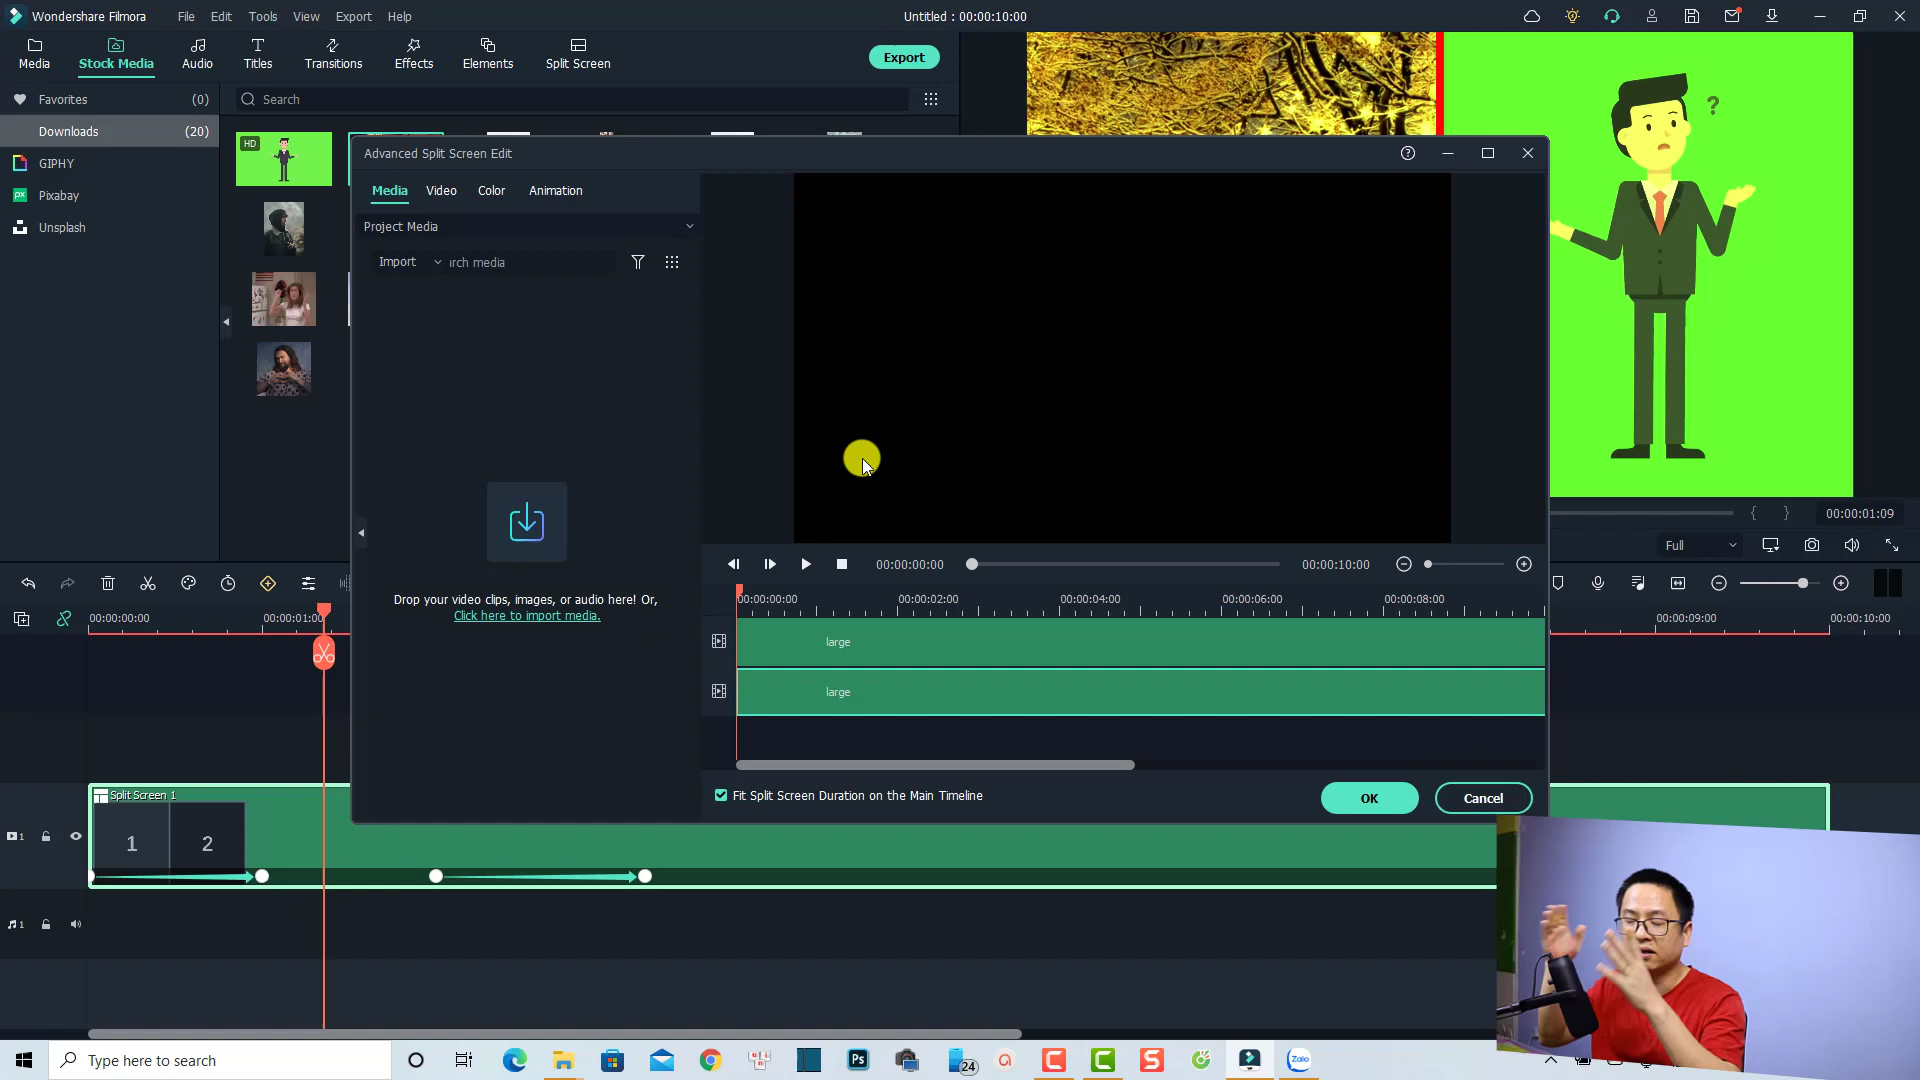 Wondershare Filmora File Edit Tools View Export Help Untitled : 00:00:10:00
Media Stock Media Audio Titles Transitions Effects Elements Split Screen Export
Favorites (0)
Search
Downloads (20)
GIPHY
Pixabay
Unsplash
HD
?
Advanced Split Screen Edit
Media Video Color Animation
Project Media
Import rch media
Drop your video clips, images, or audio here! Or,
Click here to import media.
00:00:00:00 00:00:10:00
00:00:00:00 00:00:02:00 00:00:04:00 00:00:06:00 00:00:08:00
large
large
Fit Split Screen Duration on the Main Timeline
OK Cancel
{ } 00:00:01:09
Full
00:00:00:00 00:00:01:00 00:00:09:00 00:00:10:00
Split Screen 1
1 2
1
1
Type here to search
Ps
24
Zalo